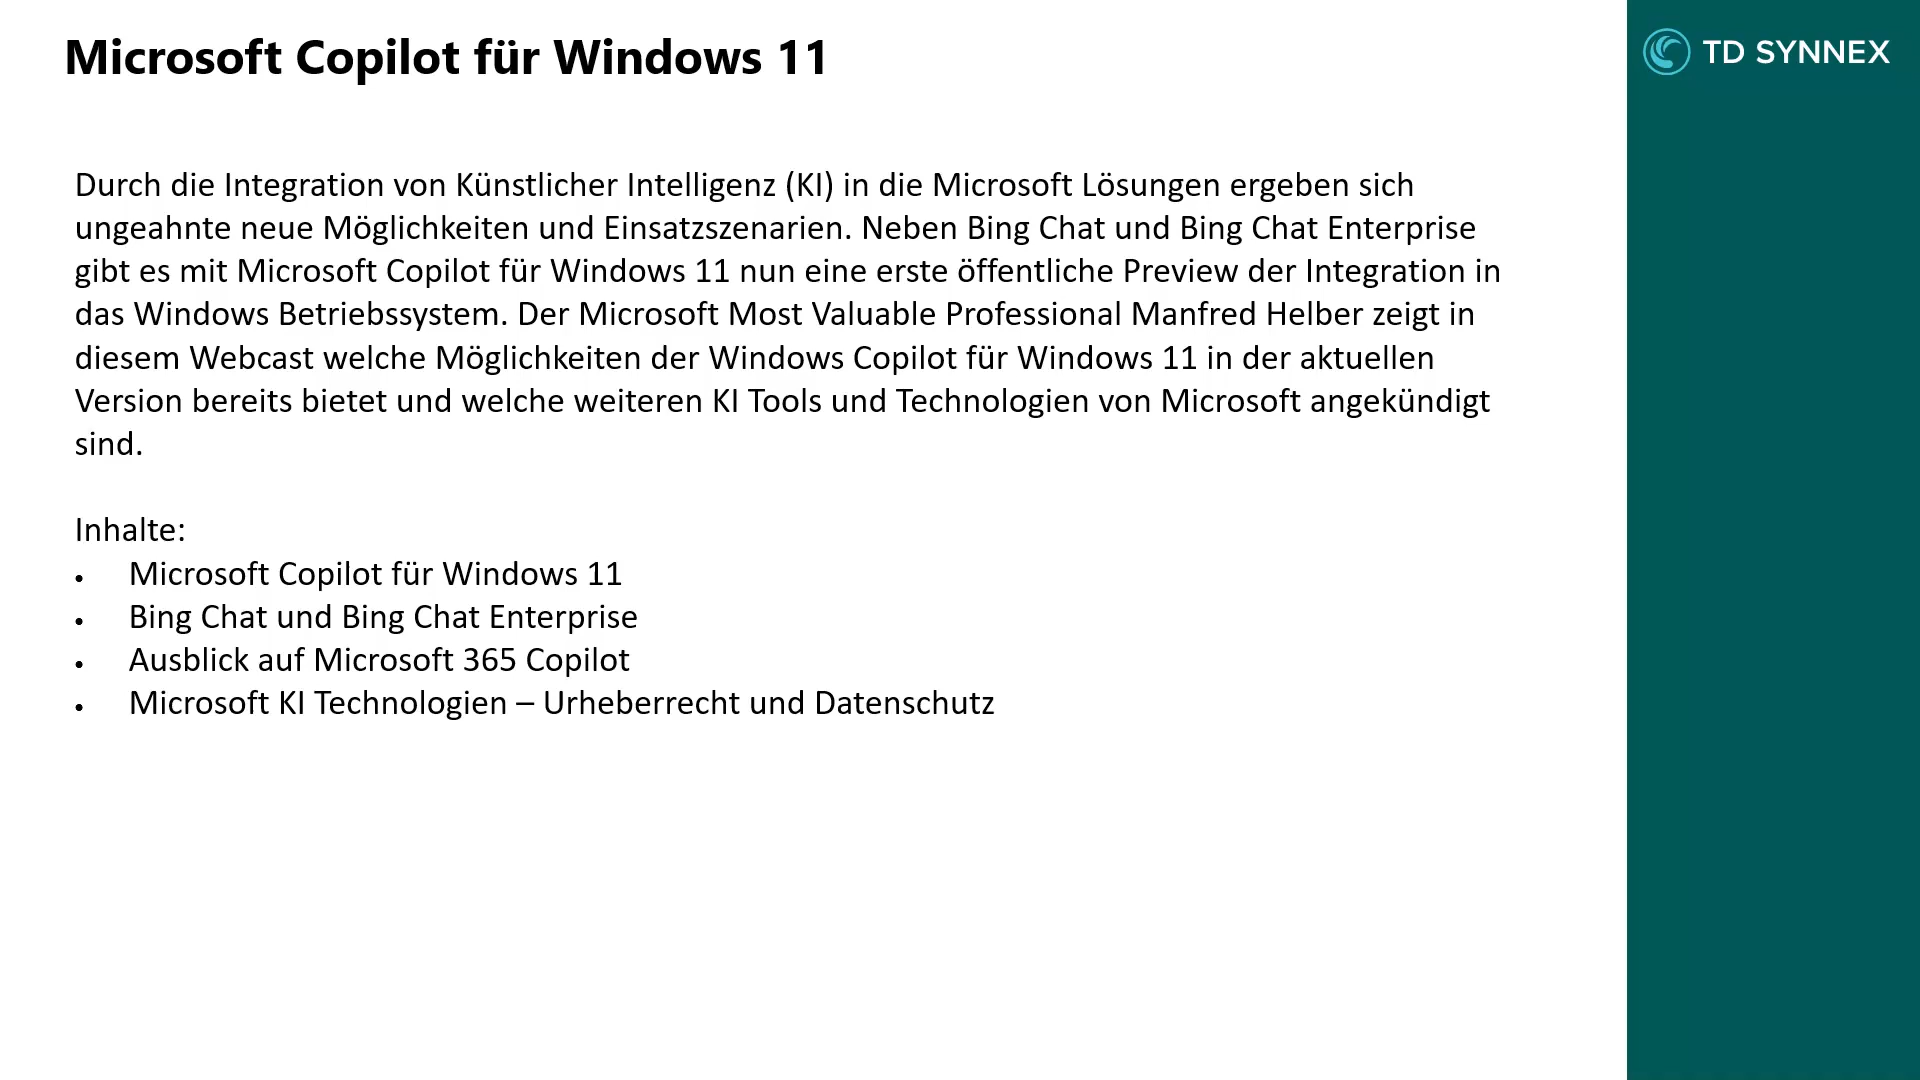 Microsoft Copilot für Windows 11
TD SYNNEX
Durch die Integration von Künstlicher Intelligenz (KI) in die Microsoft Lösungen ergeben sich
ungeahnte neue Möglichkeiten und Einsatzszenarien. Neben Bing Chat und Bing Chat Enterprise
gibt es mit Microsoft Copilot für Windows 11 nun eine erste öffentliche Preview der Integration in
das Windows Betriebssystem. Der Microsoft Most Valuable Professional Manfred Helber zeigt in
diesem Webcast welche Möglichkeiten der Windows Copilot für Windows 11 in der aktuellen
Version bereits bietet und welche weiteren KI Tools und Technologien von Microsoft angekündigt
sind.
Inhalte:
• Microsoft Copilot für Windows 11
• Bing Chat und Bing Chat Enterprise
• Ausblick auf Microsoft 365 Copilot
• Microsoft KI Technologien – Urheberrecht und Datenschutz